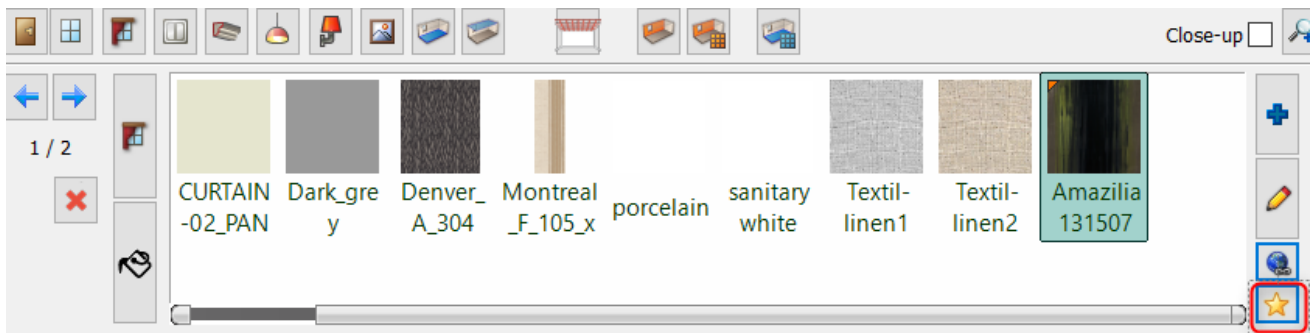 Close-up
1 / 2
CURTAIN
-02_PAN
Dark_gre
y
Denver_
A_304
Montreal
_F_105_x
porcelain
sanitary
white
Textil-
linen1
Textil-
linen2
Amazilia
131507